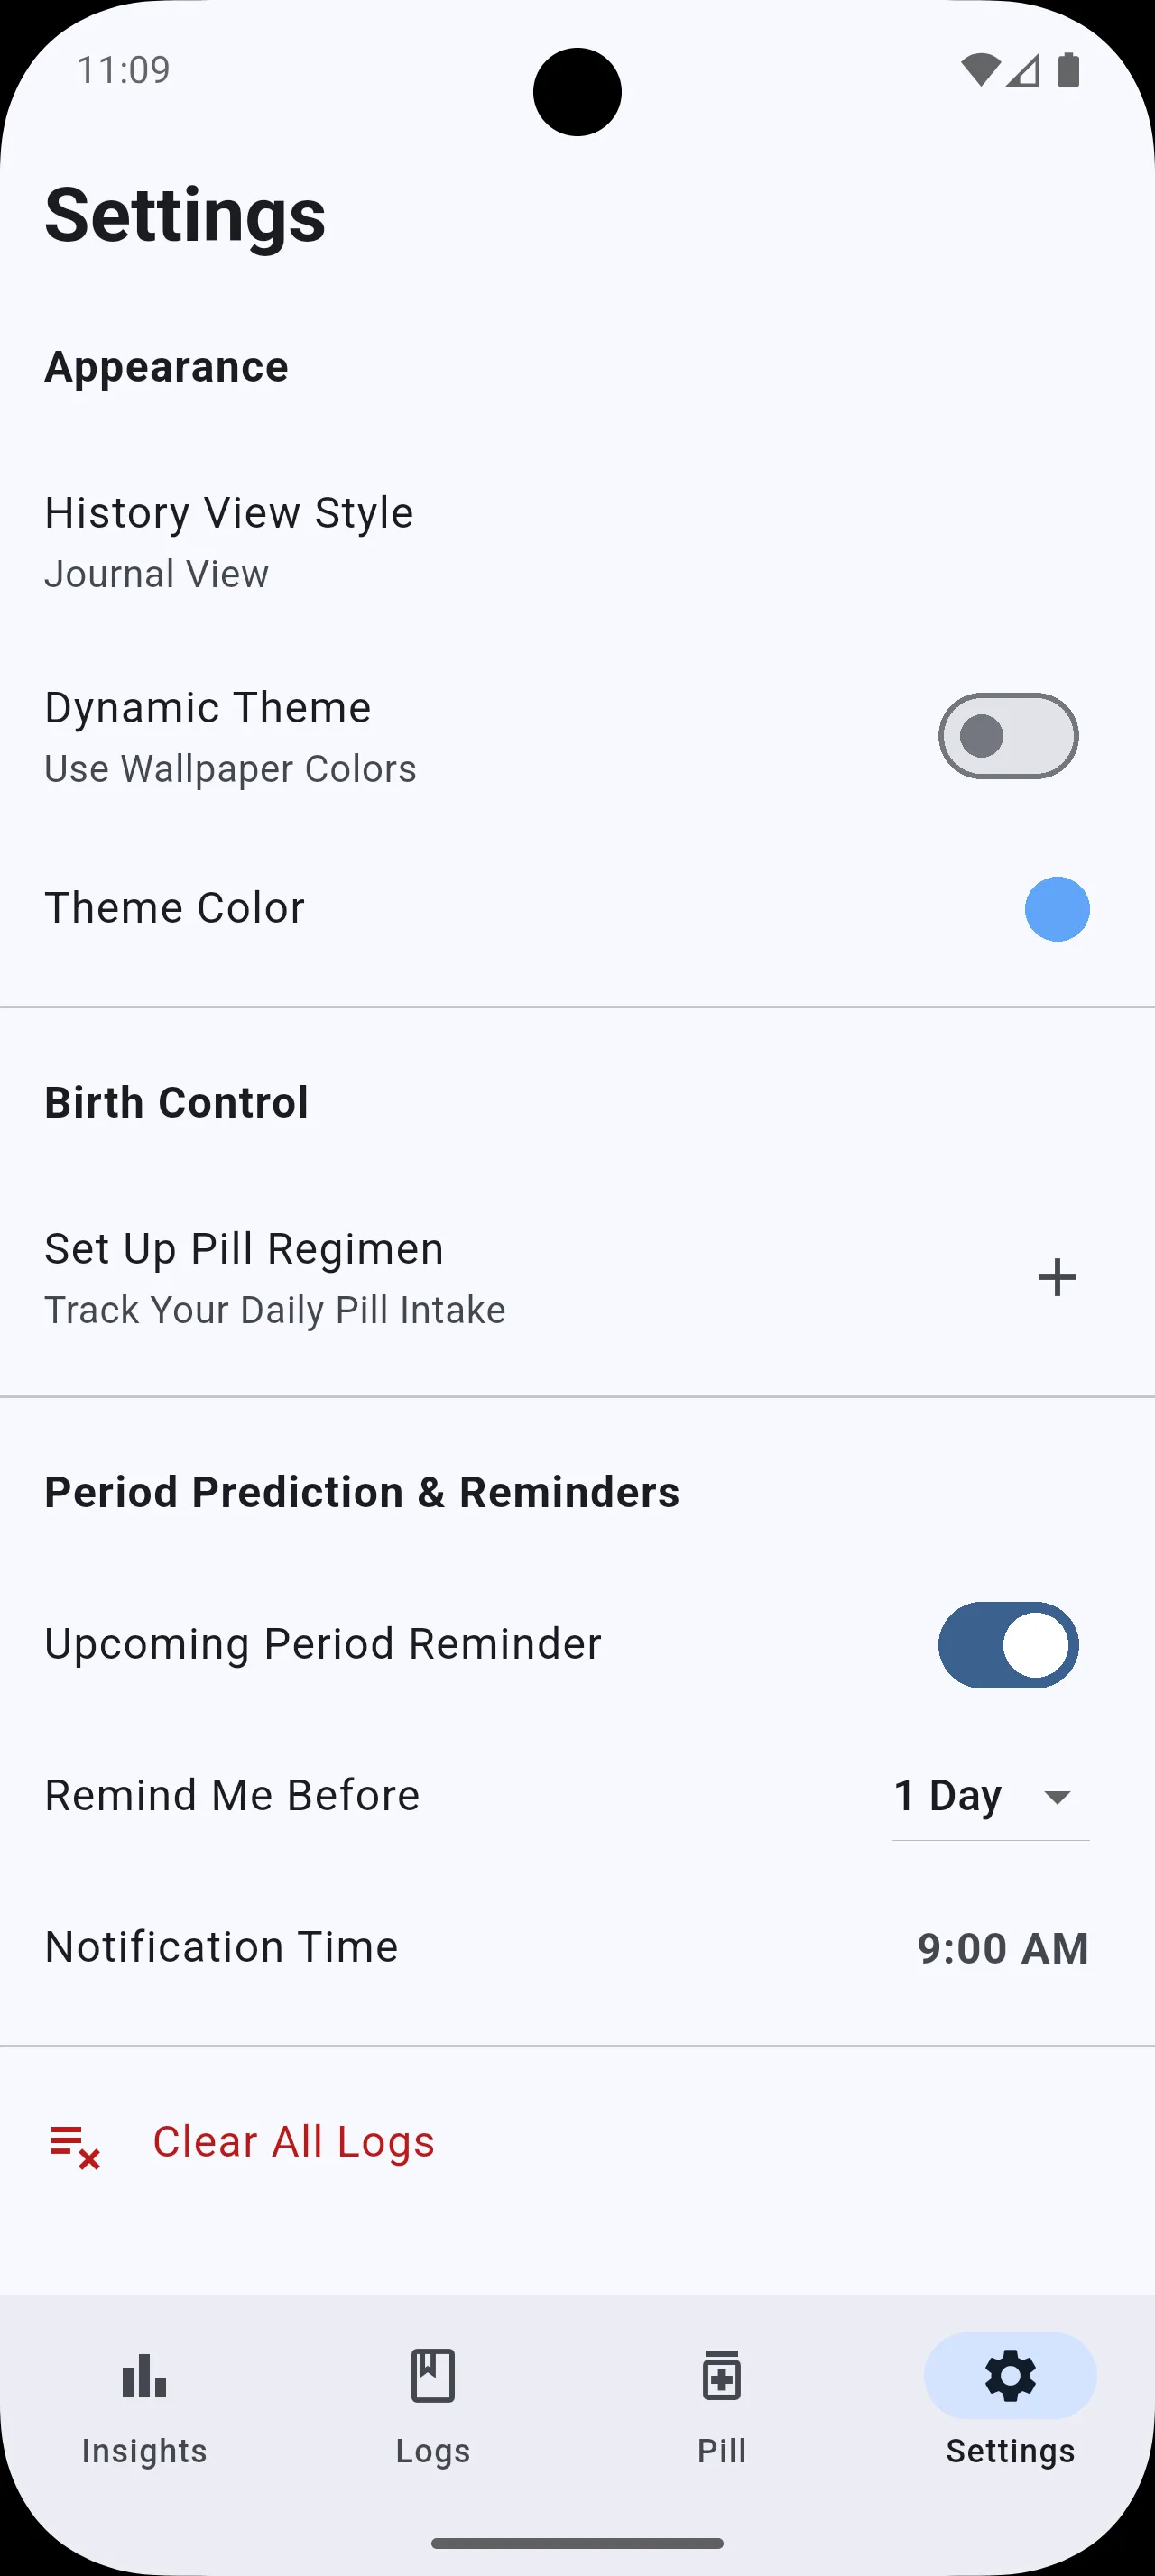 11:09
Settings
Appearance
History View Style
Journal View
Dynamic Theme
Use Wallpaper Colors
Theme Color
Birth Control
Set Up Pill Regimen
Track Your Daily Pill Intake
Period Prediction & Reminders
Upcoming Period Reminder
Remind Me Before 1 Day
Notification Time 9:00 AM
Clear All Logs
Insights Logs Pill Settings